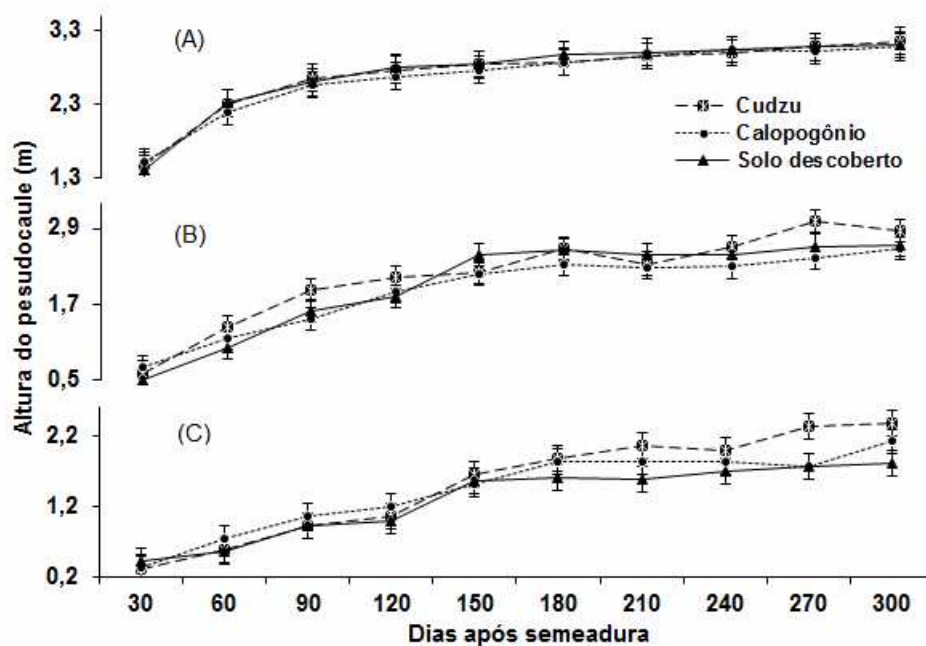 3,3
(A)
2,3
1,3
Cudzu
Calopogônio
Solo descoberto
2,9
(B)
1,7
0,5
2,2
(C)
1,2
0,2
Altura do pesudocaule (m)
30 60 90 120 150 180 210 240 270 300
Dias após semeadura